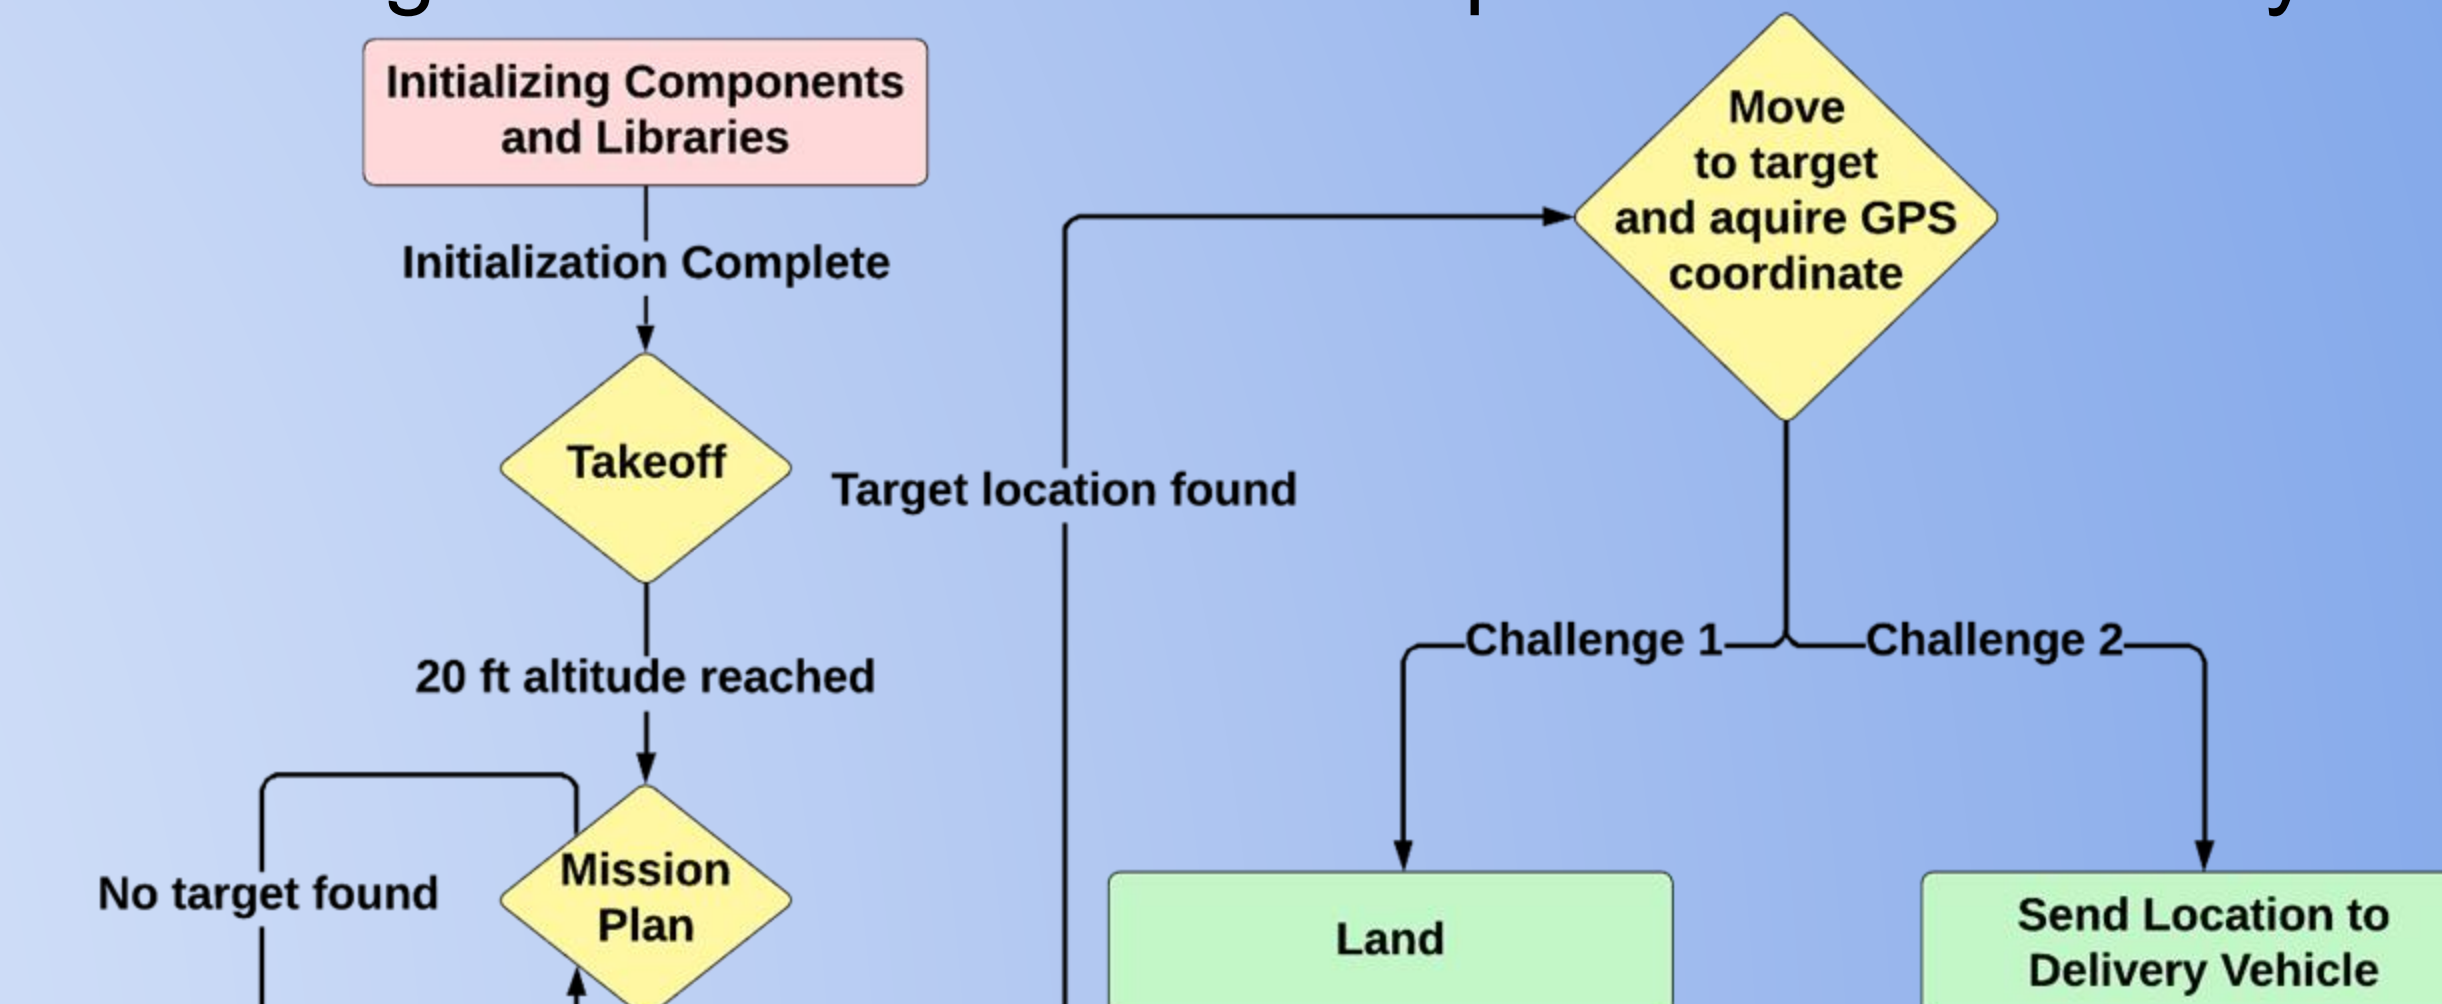 Initializing Components
and Libraries
Initialization Complete
Takeoff
20 ft altitude reached
No target found
Mission
Plan
Target location found
Move
to target
and aquire GPS
coordinate
Challenge 1
Challenge 2
Land
Send Location to
Delivery Vehicle